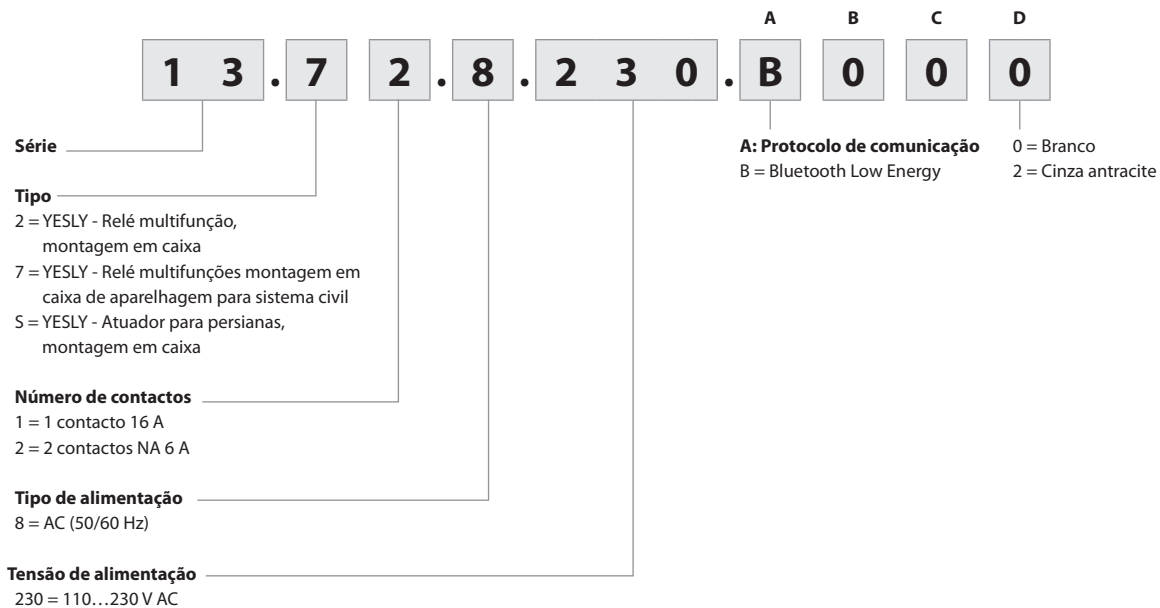 A B C D
1 3 . 7 2 . 8 . 2 3 0 . B 0 0 0
Série
A: Protocolo de comunicação
B = Bluetooth Low Energy
0 = Branco
2 = Cinza antracite
Tipo
2 = YESLY - Relé multifunção,
montagem em caixa
7 = YESLY - Relé multifunções montagem em
caixa de aparelhagem para sistema civil
S = YESLY - Atuador para persianas,
montagem em caixa
Número de contactos
1 = 1 contacto 16 A
2 = 2 contactos NA 6 A
Tipo de alimentação
8 = AC (50/60 Hz)
Tensão de alimentação
230 = 110…230 V AC